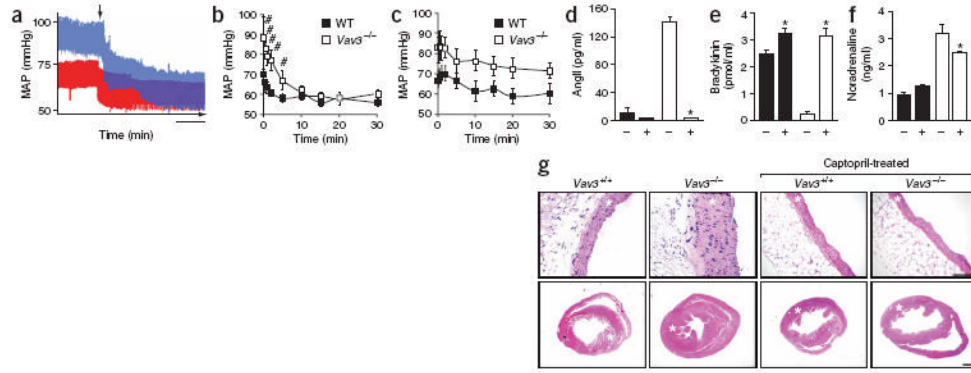 a
b
c
d
e
f
MAP (mmHg)
100
75
50
Time (min)
MAP (mmHg)
100
90
80
70
60
50
#
#
#
#
#
0 10 20 30
Time (min)
WT
Vav3–/–
MAP (mmHg)
100
90
80
70
60
50
0 10 20 30
Time (min)
AngII (pg/ml)
160
120
80
40
0
*
– + – +
Bradykinin
(pmol/ml)
4
3
2
1
0
* *
– + – +
Noradrenaline
(ng/ml)
4
3
2
1
0
*
– + – +
g
Captopril-treated
Vav3+/+ Vav3–/– Vav3+/+ Vav3–/–